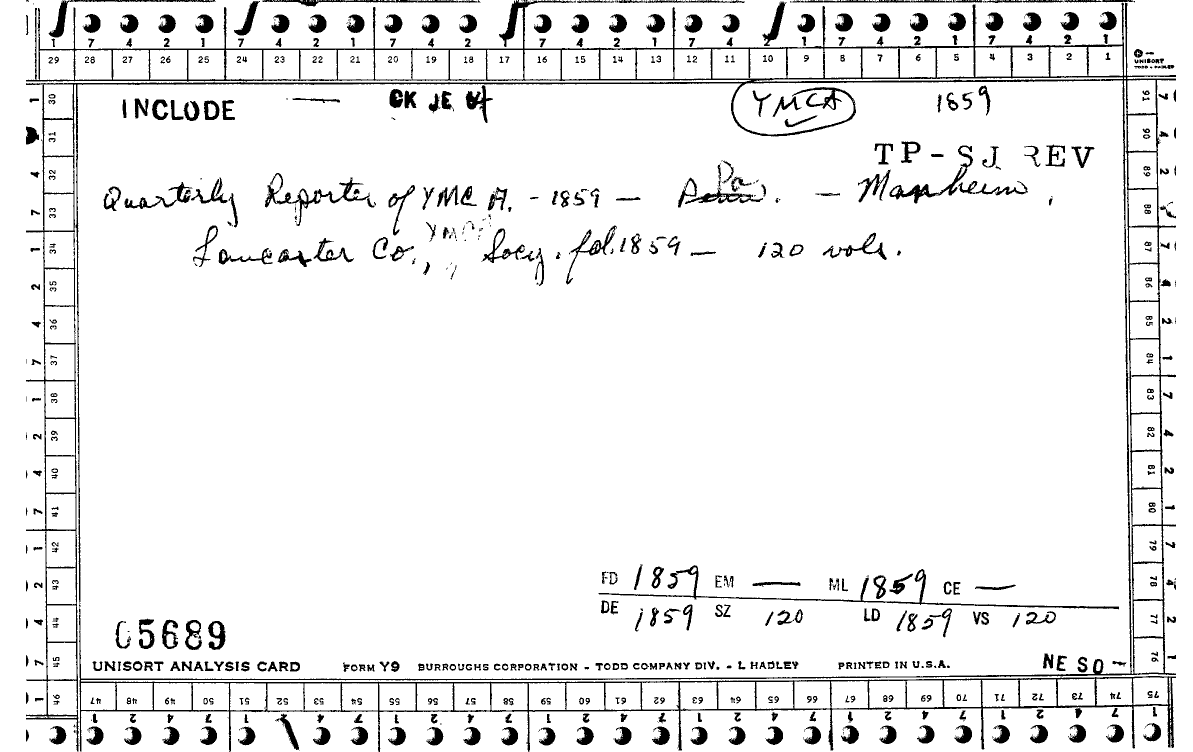 1 7 4 2 1 7 4 2 1 7 4 2 1 7 4 2 1 7 4 2 1 7 4 2 1 7 4 2 1
29 28 27 26 25 24 23 22 21 20 19 18 17 16 15 14 13 12 11 10 9 8 7 6 5 4 3 2 1
UNISORT
TODD - HADLEY
INCLUDE — CK JE YMCA 1859
TP-SJ REV
Quarterly Reporter of YMCA. - 1859 — Pa. — Manheim,
YMCA
Lancaster Co., Socy. fd. 1859 — 120 vols.
FD 1859 EM — ML 1859 CE —
DE 1859 SZ 120 LD 1859 VS 120
05689
UNISORT ANALYSIS CARD FORM Y9 BURROUGHS CORPORATION - TODD COMPANY DIV. - L HADLEY PRINTED IN U.S.A. NE SO -
30 31 32 33 34 35 36 37 38 39 40 41 42 43 44 45 46
91 90 89 88 87 86 85 84 83 82 81 80 79 78 77 76 75
47 48 49 50 51 52 53 54 55 56 57 58 59 60 61 62 63 64 65 66 67 68 69 70 71 72 73 74